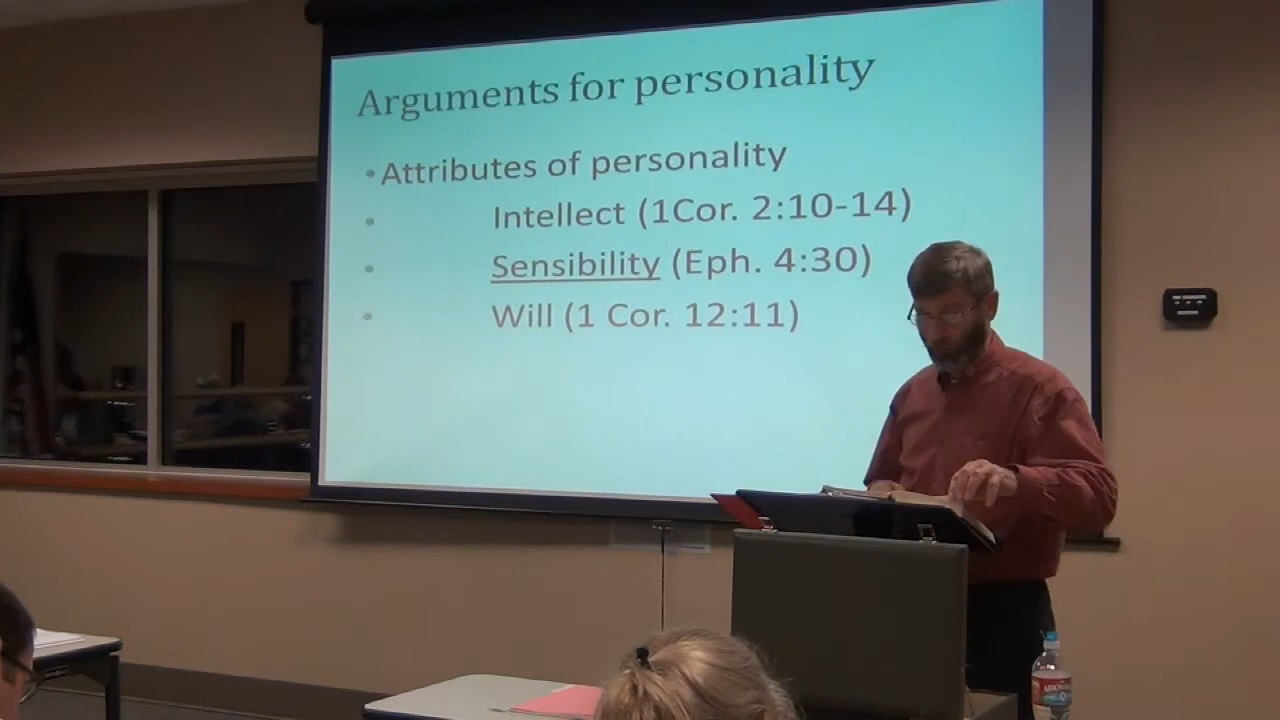 Arguments for personality
•Attributes of personality
• Intellect (1Cor. 2:10-14)
• Sensibility (Eph. 4:30)
• Will (1 Cor. 12:11)